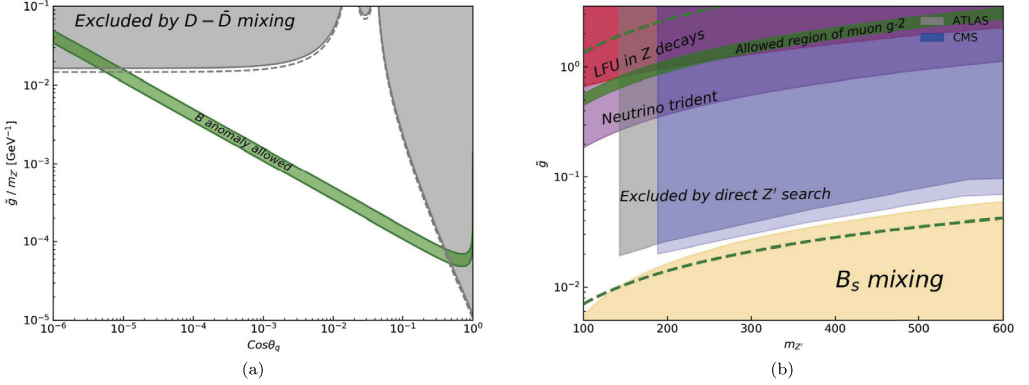 Excluded by D − D̄ mixing
B anomaly allowed
10⁻¹
10⁻²
10⁻³
10⁻⁴
10⁻⁵
g̃ / m_Z' [GeV⁻¹]
10⁻⁶
10⁻⁵
10⁻⁴
10⁻³
10⁻²
10⁻¹
10⁰
Cosθ_q
(a)
LFU in Z decays
Allowed region of muon g-2
ATLAS
CMS
Neutrino trident
Excluded by direct Z' search
B_s mixing
10⁰
10⁻¹
10⁻²
g̃
100
200
300
400
500
600
m_Z'
(b)